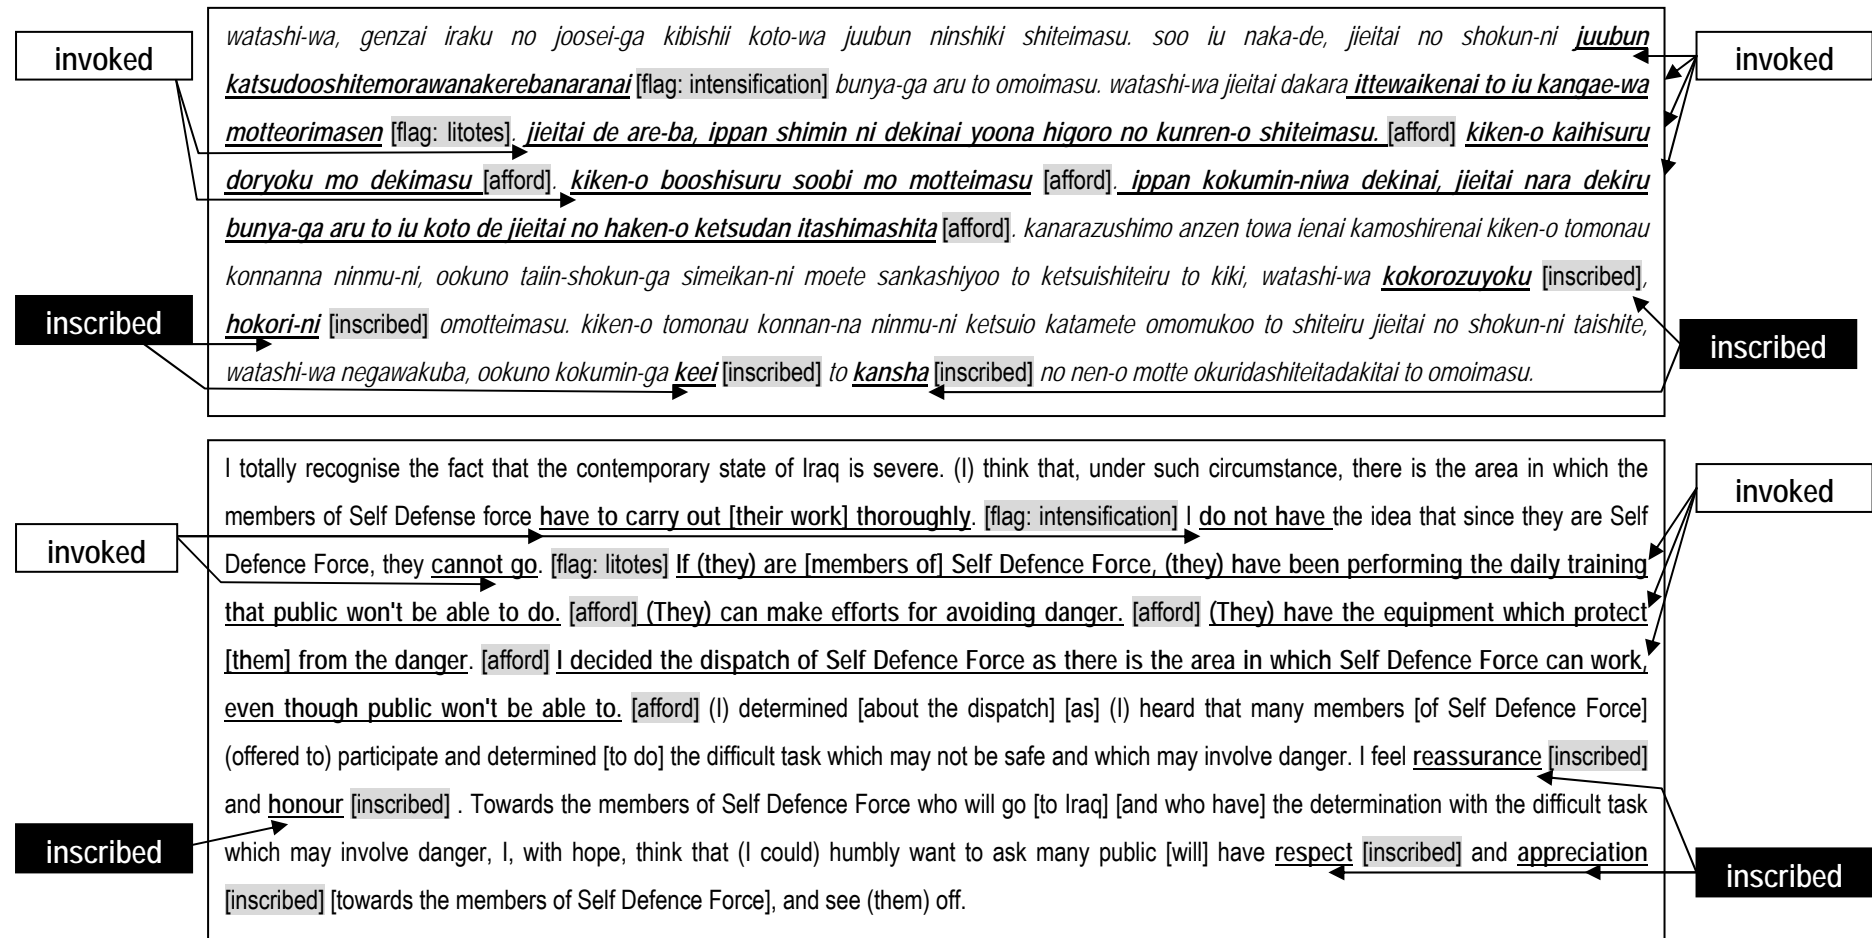 invoked
invoked
watashi-wa, genzai iraku no joosei-ga kibishii koto-wa juubun ninshiki shiteimasu. soo iu naka-de, jieitai no shokun-ni juubun
katsudooshitemorawanakerebanaranai [flag: intensification] bunya-ga aru to omoimasu. watashi-wa jieitai dakara ittewaikenai to iu kangae-wa
motteorimasen [flag: litotes]. jieitai de are-ba, ippan shimin ni dekinai yoona higoro no kunren-o shiteimasu. [afford] kiken-o kaihisuru
doryoku mo dekimasu [afford]. kiken-o booshisuru soobi mo motteimasu [afford]. ippan kokumin-niwa dekinai, jieitai nara dekiru
bunya-ga aru to iu koto de jieitai no haken-o ketsudan itashimashita [afford]. kanarazushimo anzen towa ienai kamoshirenai kiken-o tomonau
konnanna ninmu-ni, ookuno taiin-shokun-ga simeikan-ni moete sankashiyoo to ketsuishiteiru to kiki, watashi-wa kokorozuyoku [inscribed],
hokori-ni [inscribed] omotteimasu. kiken-o tomonau konnan-na ninmu-ni ketsuio katamete omomukoo to shiteiru jieitai no shokun-ni taishite,
watashi-wa negawakuba, ookuno kokumin-ga keei [inscribed] to kansha [inscribed] no nen-o motte okuridashiteitadakitai to omoimasu.
inscribed
inscribed
invoked
invoked
I totally recognise the fact that the contemporary state of Iraq is severe. (I) think that, under such circumstance, there is the area in which the
members of Self Defense force have to carry out [their work] thoroughly. [flag: intensification] I do not have the idea that since they are Self
Defence Force, they cannot go. [flag: litotes] If (they) are [members of] Self Defence Force, (they) have been performing the daily training
that public won't be able to do. [afford] (They) can make efforts for avoiding danger. [afford] (They) have the equipment which protect
[them] from the danger. [afford] I decided the dispatch of Self Defence Force as there is the area in which Self Defence Force can work,
even though public won't be able to. [afford] (I) determined [about the dispatch] [as] (I) heard that many members [of Self Defence Force]
(offered to) participate and determined [to do] the difficult task which may not be safe and which may involve danger. I feel reassurance [inscribed]
and honour [inscribed] . Towards the members of Self Defence Force who will go [to Iraq] [and who have] the determination with the difficult task
which may involve danger, I, with hope, think that (I could) humbly want to ask many public [will] have respect [inscribed] and appreciation
[inscribed] [towards the members of Self Defence Force], and see (them) off.
inscribed
inscribed